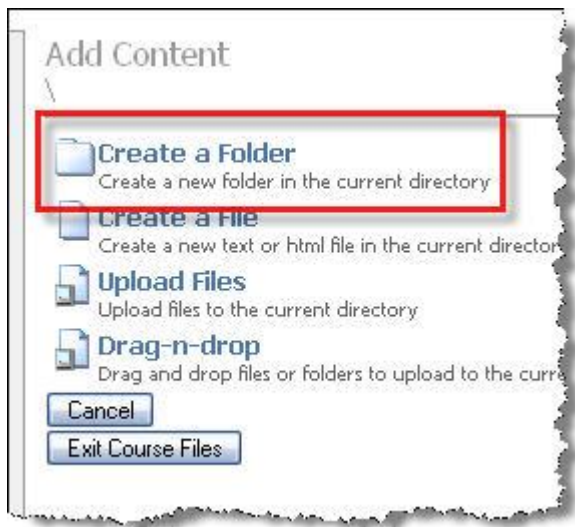 Add Content
\
Create a Folder
Create a new folder in the current directory
Create a File
Create a new text or html file in the current director
Upload Files
Upload files to the current directory
Drag-n-drop
Drag and drop files or folders to upload to the curre
Cancel
Exit Course Files